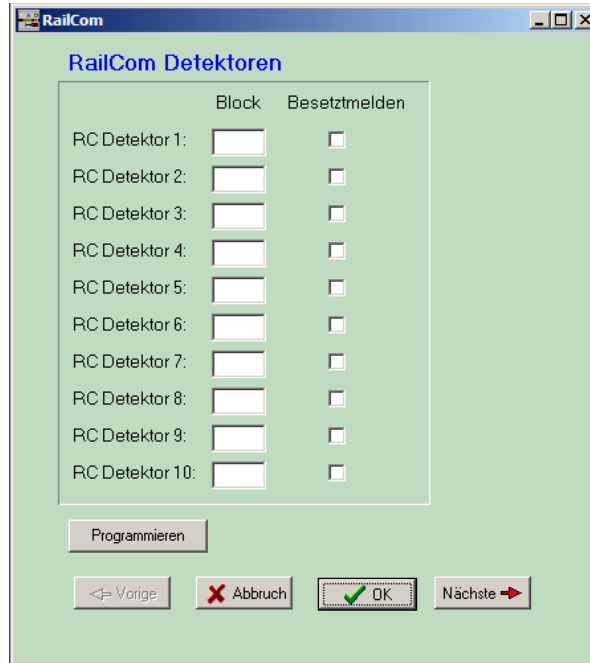 RailCom
RailCom Detektoren
Block Besetztmelden
RC Detektor 1:
RC Detektor 2:
RC Detektor 3:
RC Detektor 4:
RC Detektor 5:
RC Detektor 6:
RC Detektor 7:
RC Detektor 8:
RC Detektor 9:
RC Detektor 10:
Programmieren
Vorige Abbruch OK Nächste